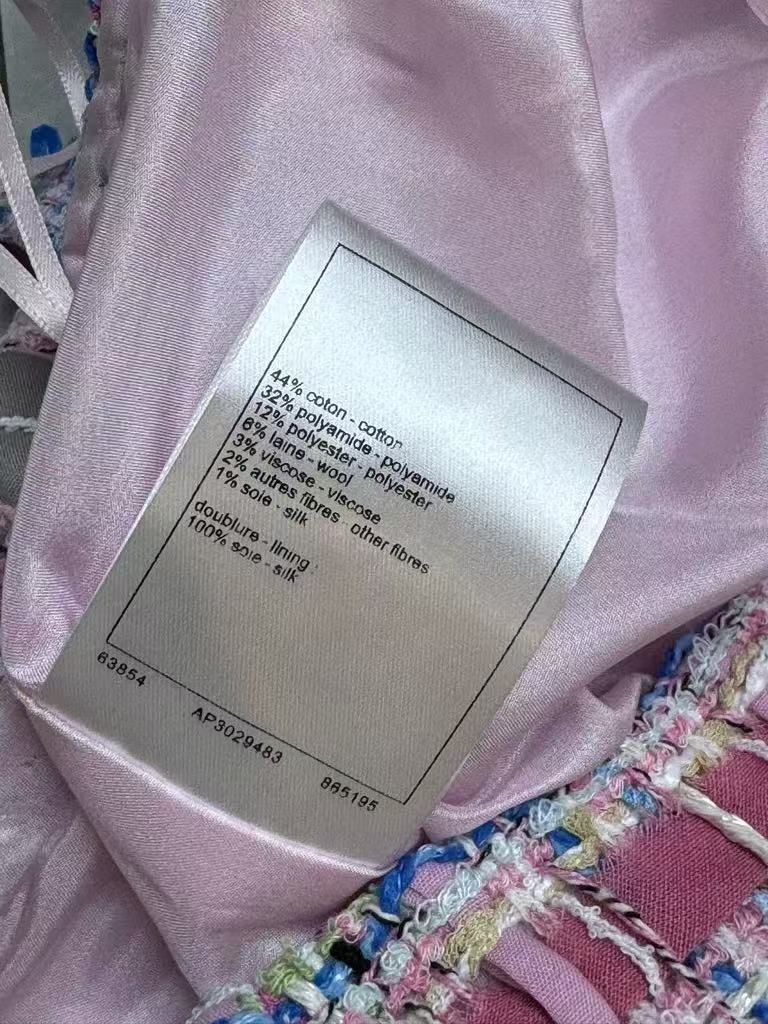 44% coton - cotton
32% polyamide - polyamide
12% polyester - polyester
6% laine - wool
3% viscose - viscose
2% autres fibres - other fibres
1% soie - silk
doublure - lining :
100% soie - silk
63854
AP3029483
865195